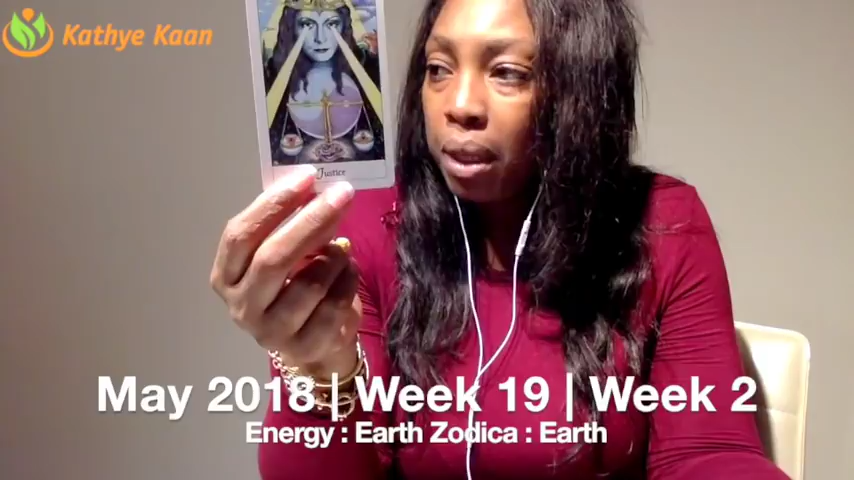 Kathye Kaan
Justice
May 2018 | Week 19 | Week 2
Energy : Earth Zodica : Earth